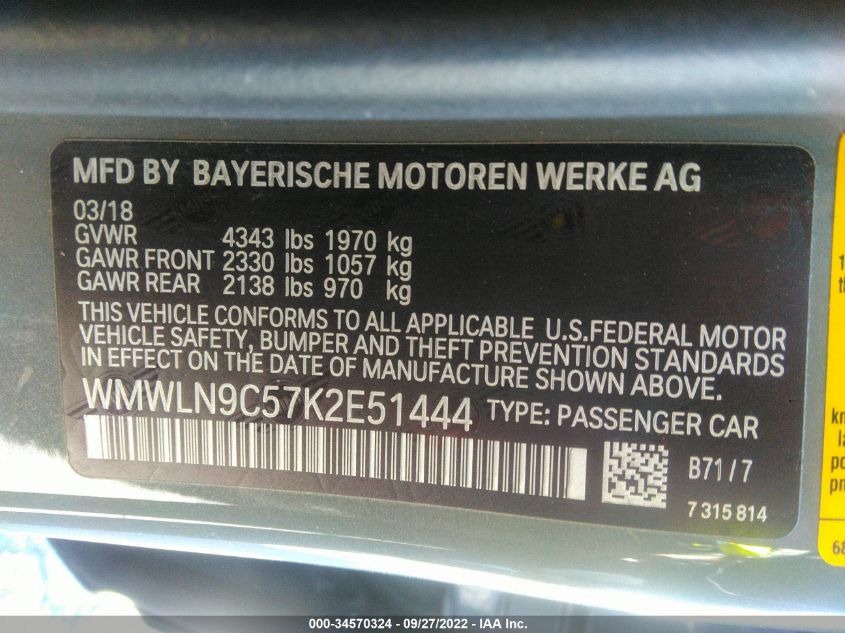 MFD BY BAYERISCHE MOTOREN WERKE AG
03/18
GVWR 4343 lbs 1970 kg
GAWR FRONT 2330 lbs 1057 kg
GAWR REAR 2138 lbs 970 kg
THIS VEHICLE CONFORMS TO ALL APPLICABLE U.S.FEDERAL MOTOR
VEHICLE SAFETY, BUMPER AND THEFT PREVENTION STANDARDS
IN EFFECT ON THE DATE OF MANUFACTURE SHOWN ABOVE.
WMWLN9C57K2E51444 TYPE: PASSENGER CAR
B71/7
7 315 814
000-34570324 / 09/27/2022 - IAA Inc.